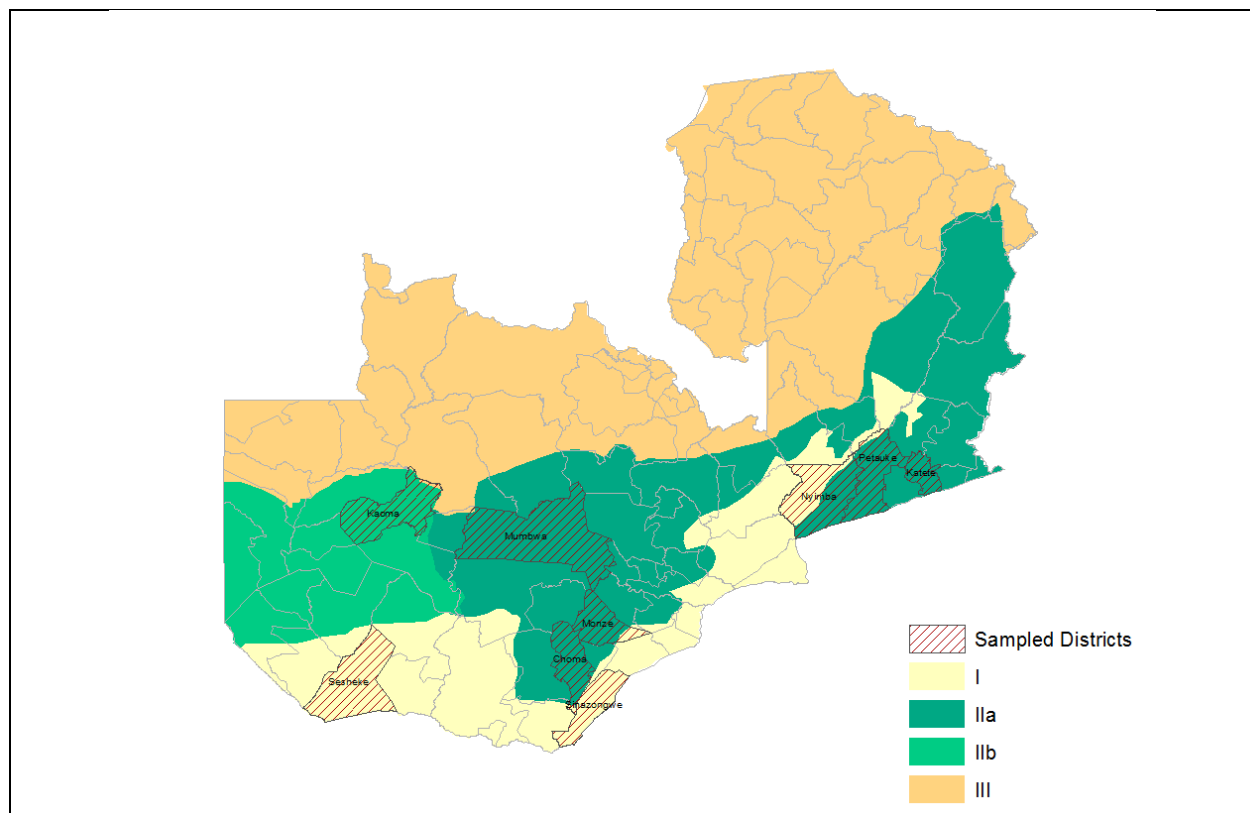 Petauke
Katete
Nyimba
Kaoma
Mumbwa
Monze
Choma
Sesheke
Sinazongwe
Sampled Districts
I
IIa
IIb
III